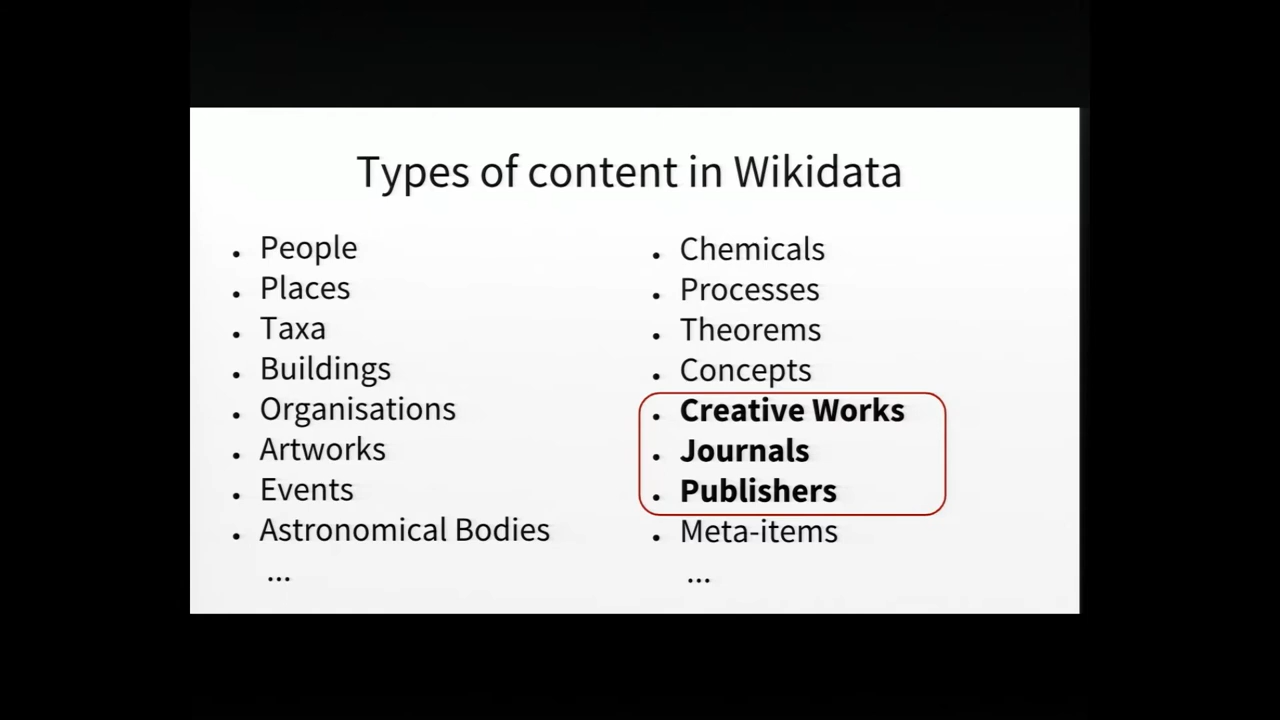 Types of content in Wikidata
• People
• Places
• Taxa
• Buildings
• Organisations
• Artworks
• Events
• Astronomical Bodies
...
• Chemicals
• Processes
• Theorems
• Concepts
• Creative Works
• Journals
• Publishers
• Meta-items
...